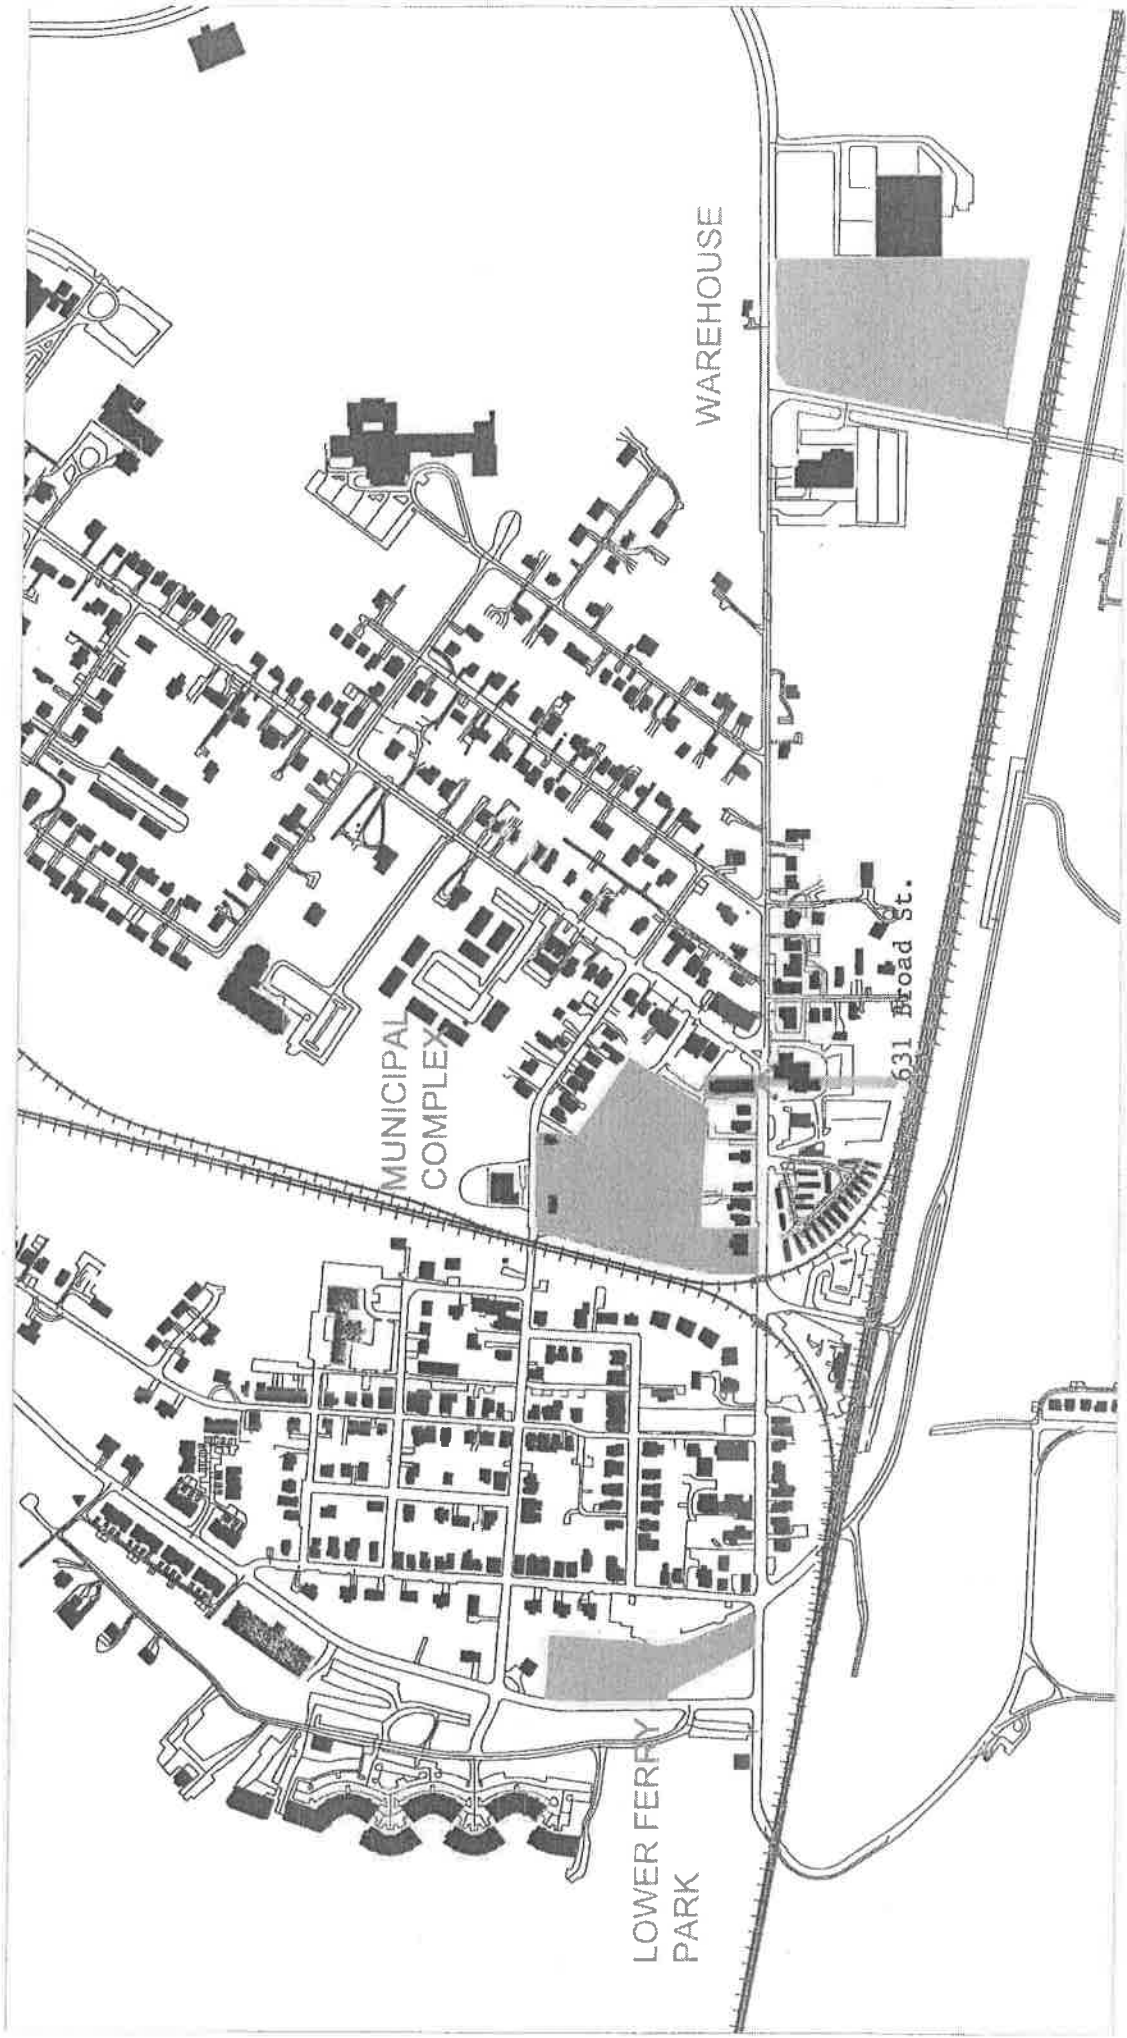 WAREHOUSE
631 Broad St.
MUNICIPAL
COMPLEX
LOWER FERRY
PARK